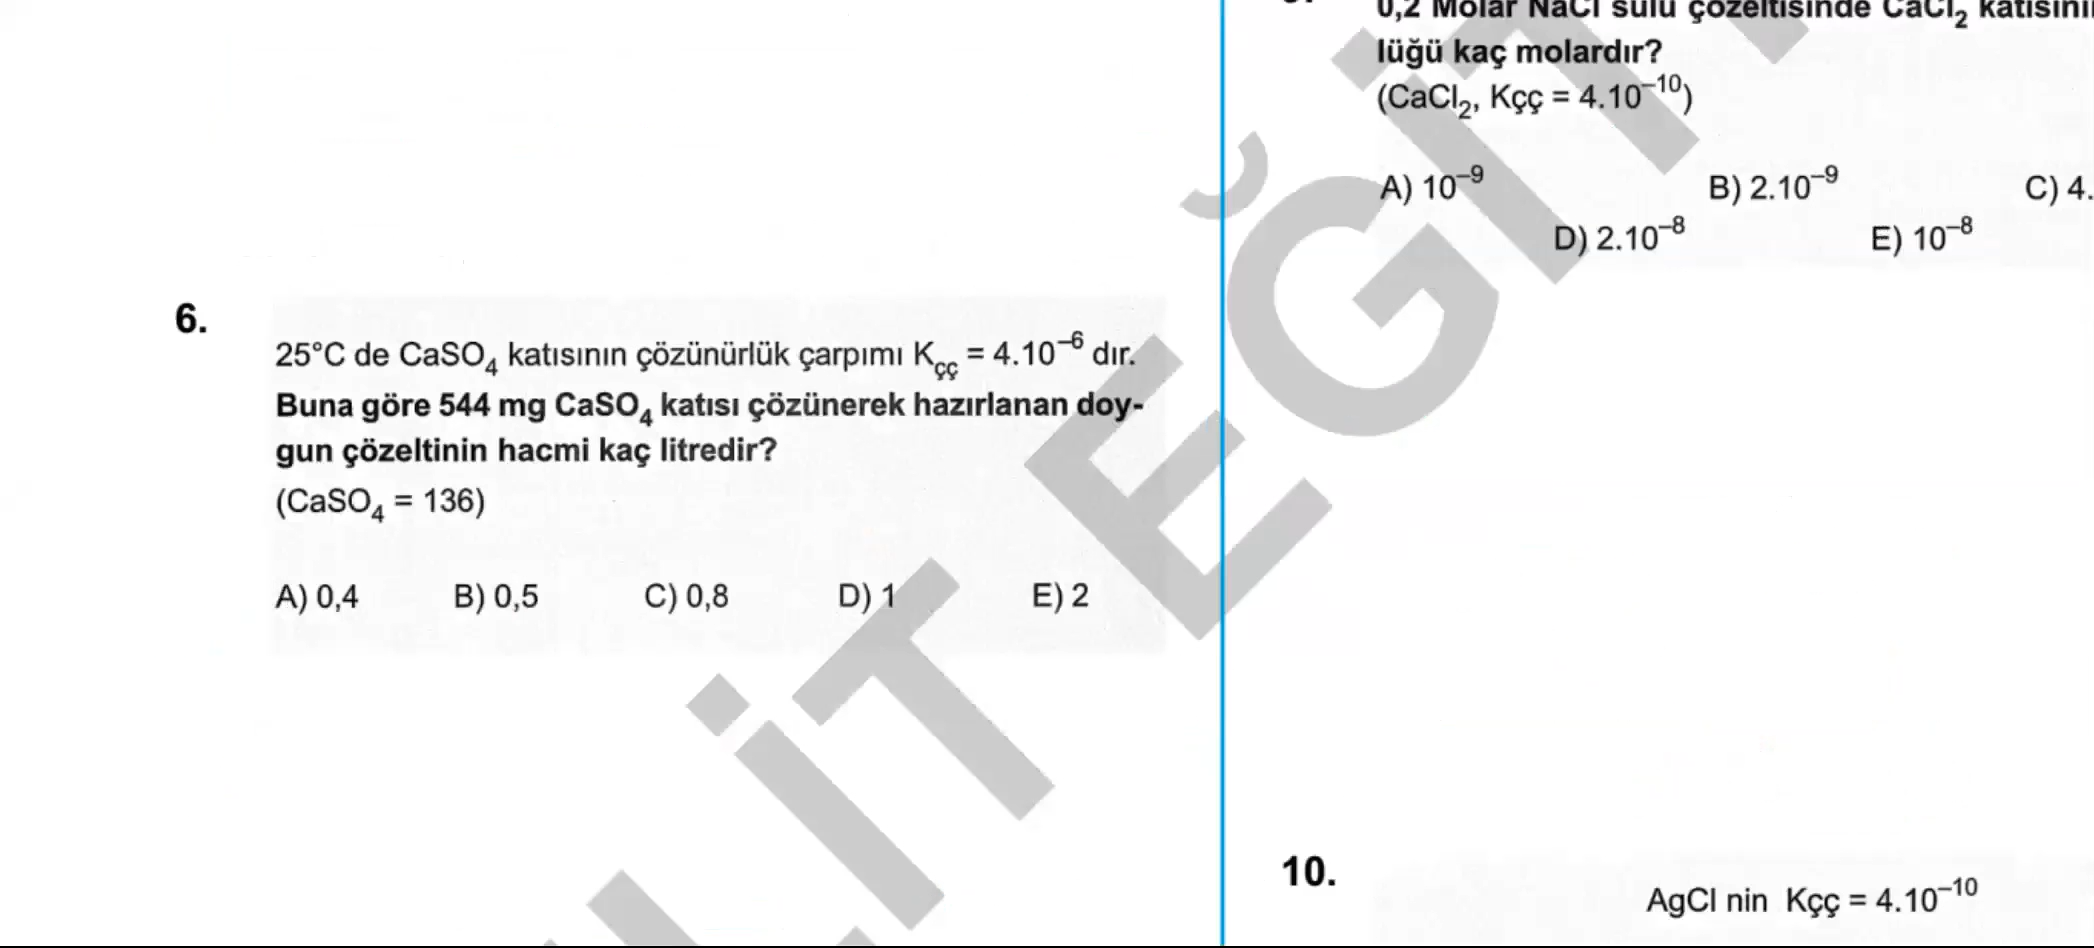 6.
25°C de CaSO₄ katısının çözünürlük çarpımı Kçç = 4.10⁻⁶ dır.
Buna göre 544 mg CaSO₄ katısı çözünerek hazırlanan doy-
gun çözeltinin hacmi kaç litredir?
(CaSO₄ = 136)
A) 0,4 B) 0,5 C) 0,8 D) 1 E) 2
0,2 Molar NaCl sulu çözeltisinde CaCl₂
lüğü kaç molardır?
(CaCl₂, Kçç = 4.10⁻¹⁰)
A) 10⁻⁹ B) 2.10⁻⁹ C) 4.
D) 2.10⁻⁸ E) 10⁻⁸
10.
AgCl nin Kçç = 4.10⁻¹⁰
LİT EĞİT